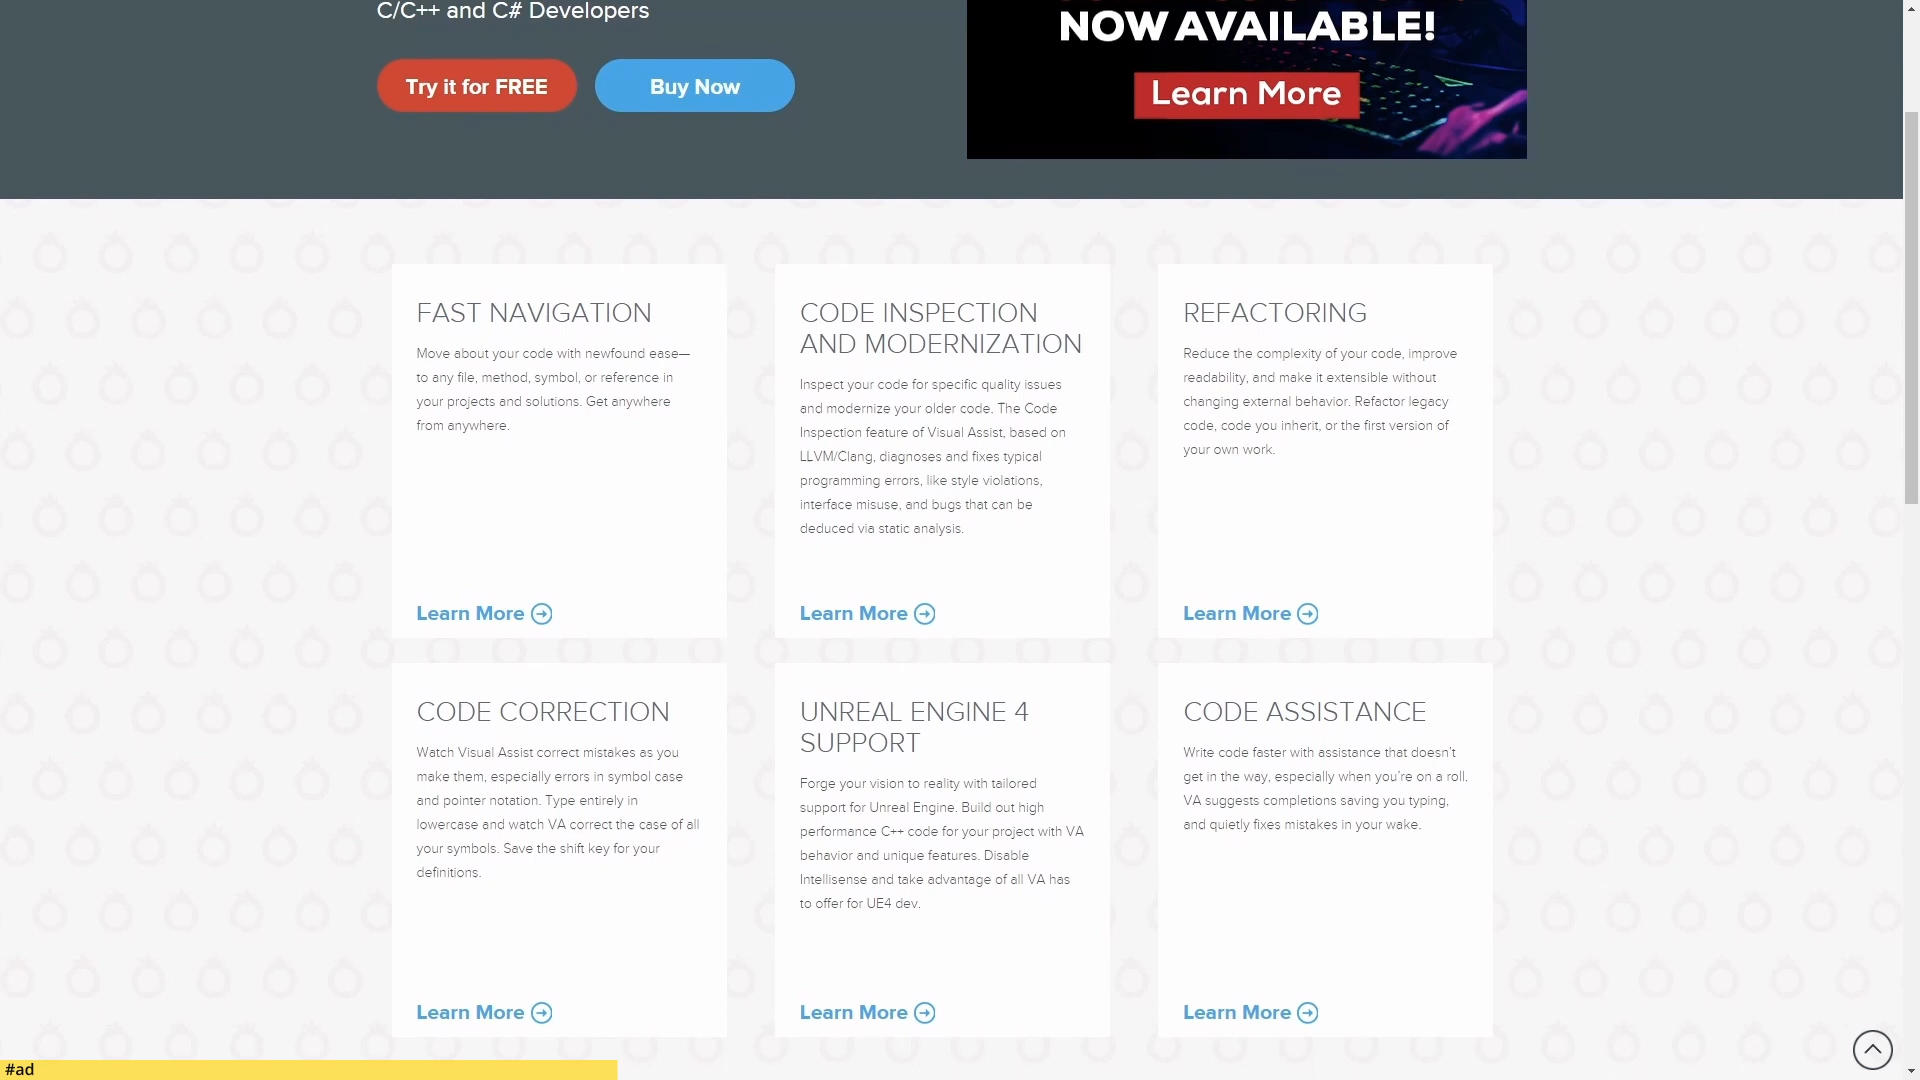 C/C++ and C# Developers
Try it for FREE
Buy Now
NOW AVAILABLE!
Learn More
FAST NAVIGATION
Move about your code with newfound ease—
to any file, method, symbol, or reference in
your projects and solutions. Get anywhere
from anywhere.
Learn More
CODE INSPECTION
AND MODERNIZATION
Inspect your code for specific quality issues
and modernize your older code. The Code
Inspection feature of Visual Assist, based on
LLVM/Clang, diagnoses and fixes typical
programming errors, like style violations,
interface misuse, and bugs that can be
deduced via static analysis.
Learn More
REFACTORING
Reduce the complexity of your code, improve
readability, and make it extensible without
changing external behavior. Refactor legacy
code, code you inherit, or the first version of
your own work.
Learn More
CODE CORRECTION
Watch Visual Assist correct mistakes as you
make them, especially errors in symbol case
and pointer notation. Type entirely in
lowercase and watch VA correct the case of all
your symbols. Save the shift key for your
definitions.
Learn More
UNREAL ENGINE 4
SUPPORT
Forge your vision to reality with tailored
support for Unreal Engine. Build out high
performance C++ code for your project with VA
behavior and unique features. Disable
Intellisense and take advantage of all VA has
to offer for UE4 dev.
Learn More
CODE ASSISTANCE
Write code faster with assistance that doesn't
get in the way, especially when you're on a roll.
VA suggests completions saving you typing,
and quietly fixes mistakes in your wake.
Learn More
#ad